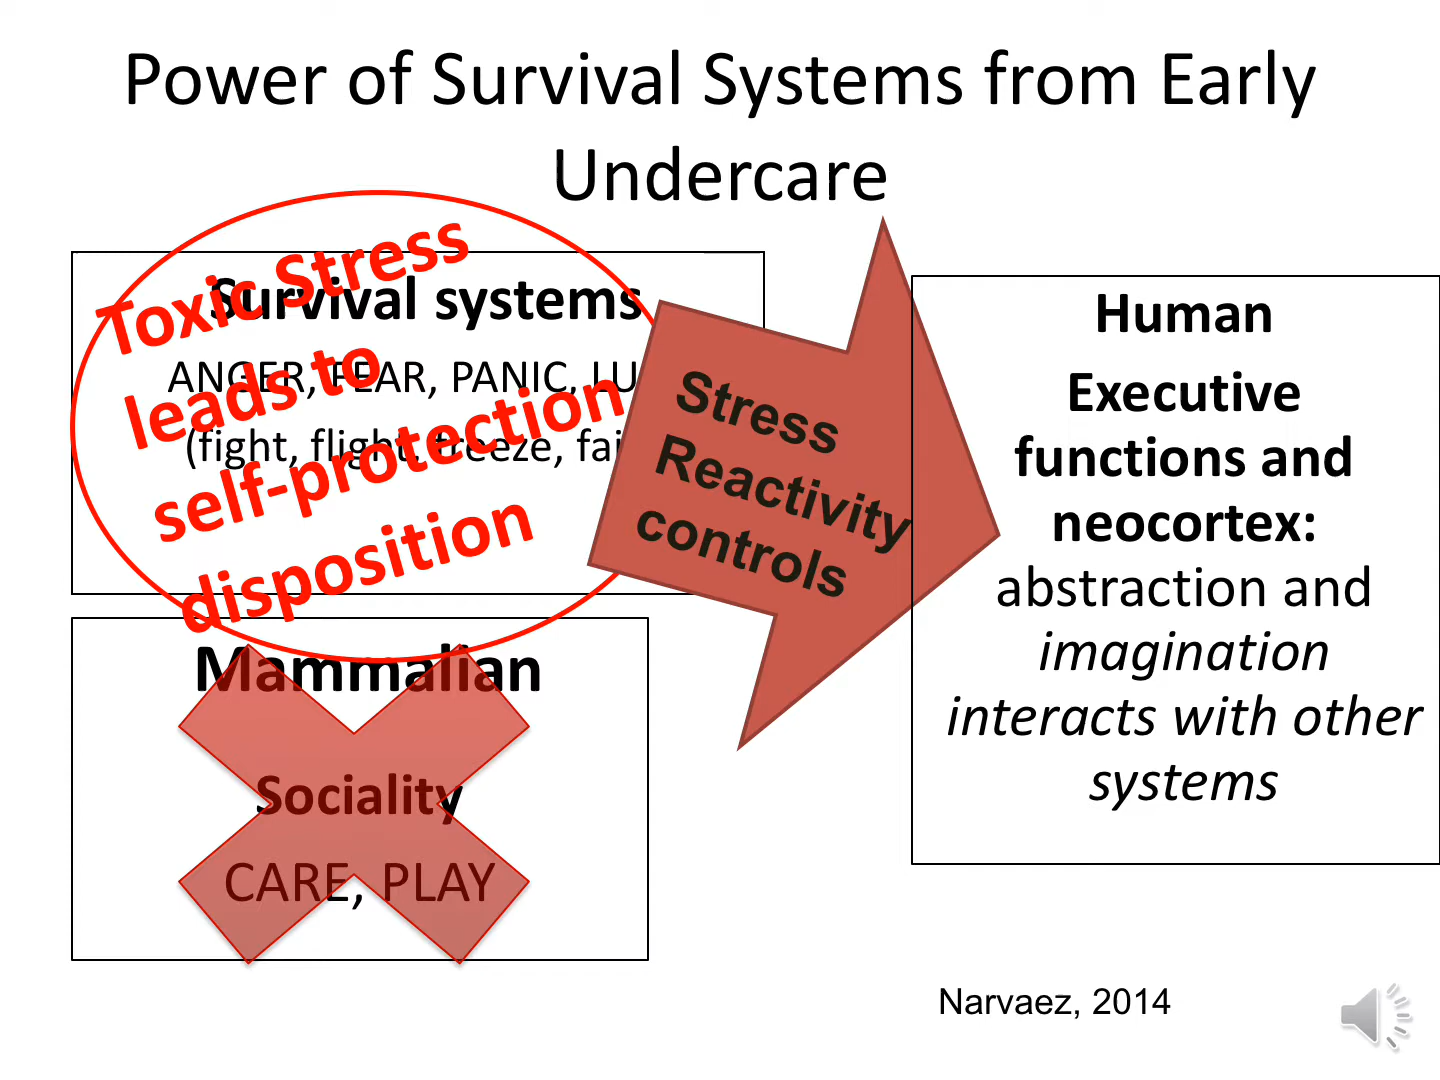 Power of Survival Systems from Early
Undercare
Toxic Stress
leads to
self-protection
disposition
Survival systems
ANGER, FEAR, PANIC,
(fight, flight, freeze,
Stress
Reactivity
controls
Mammalian
Sociality
CARE, PLAY
Human
Executive
functions and
neocortex:
abstraction and
imagination
interacts with other
systems
Narvaez, 2014